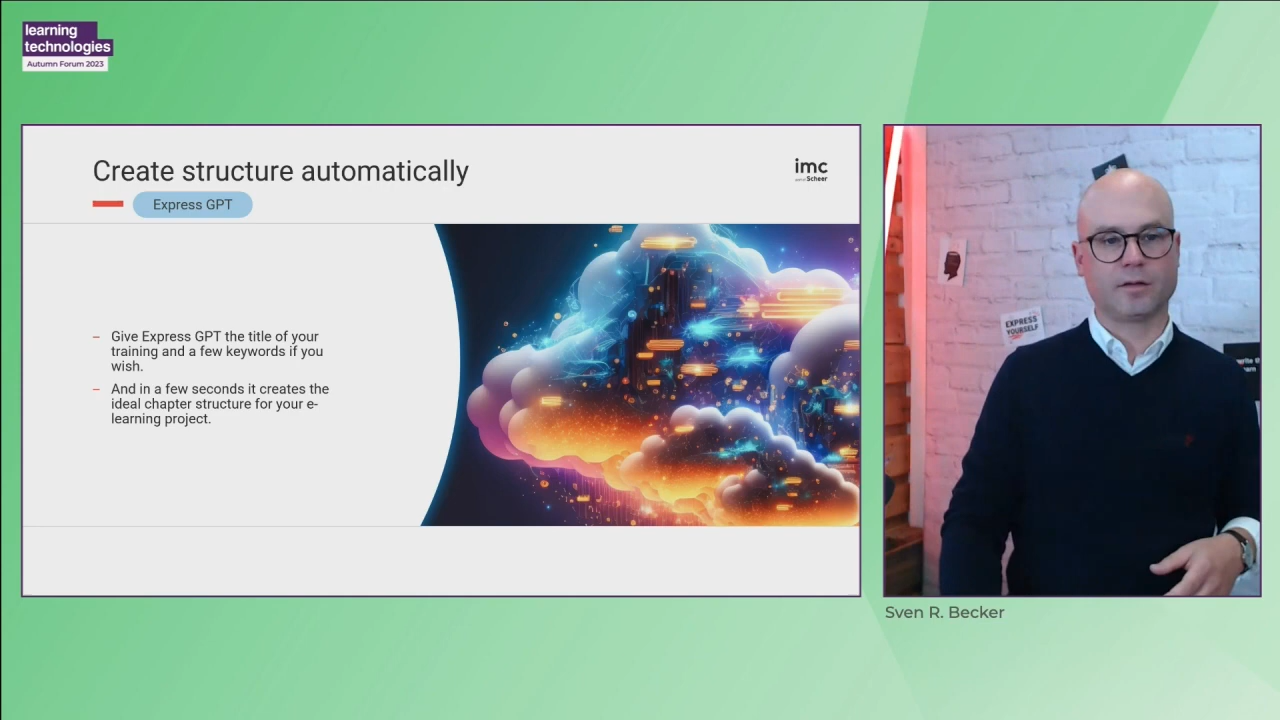 learning
technologies
Autumn Forum 2023
Create structure automatically
imc
Scheer
Express GPT
– Give Express GPT the title of your
training and a few keywords if you
wish.
– And in a few seconds it creates the
ideal chapter structure for your e-
learning project.
EXPRESS
YOURSELF
Sven R. Becker